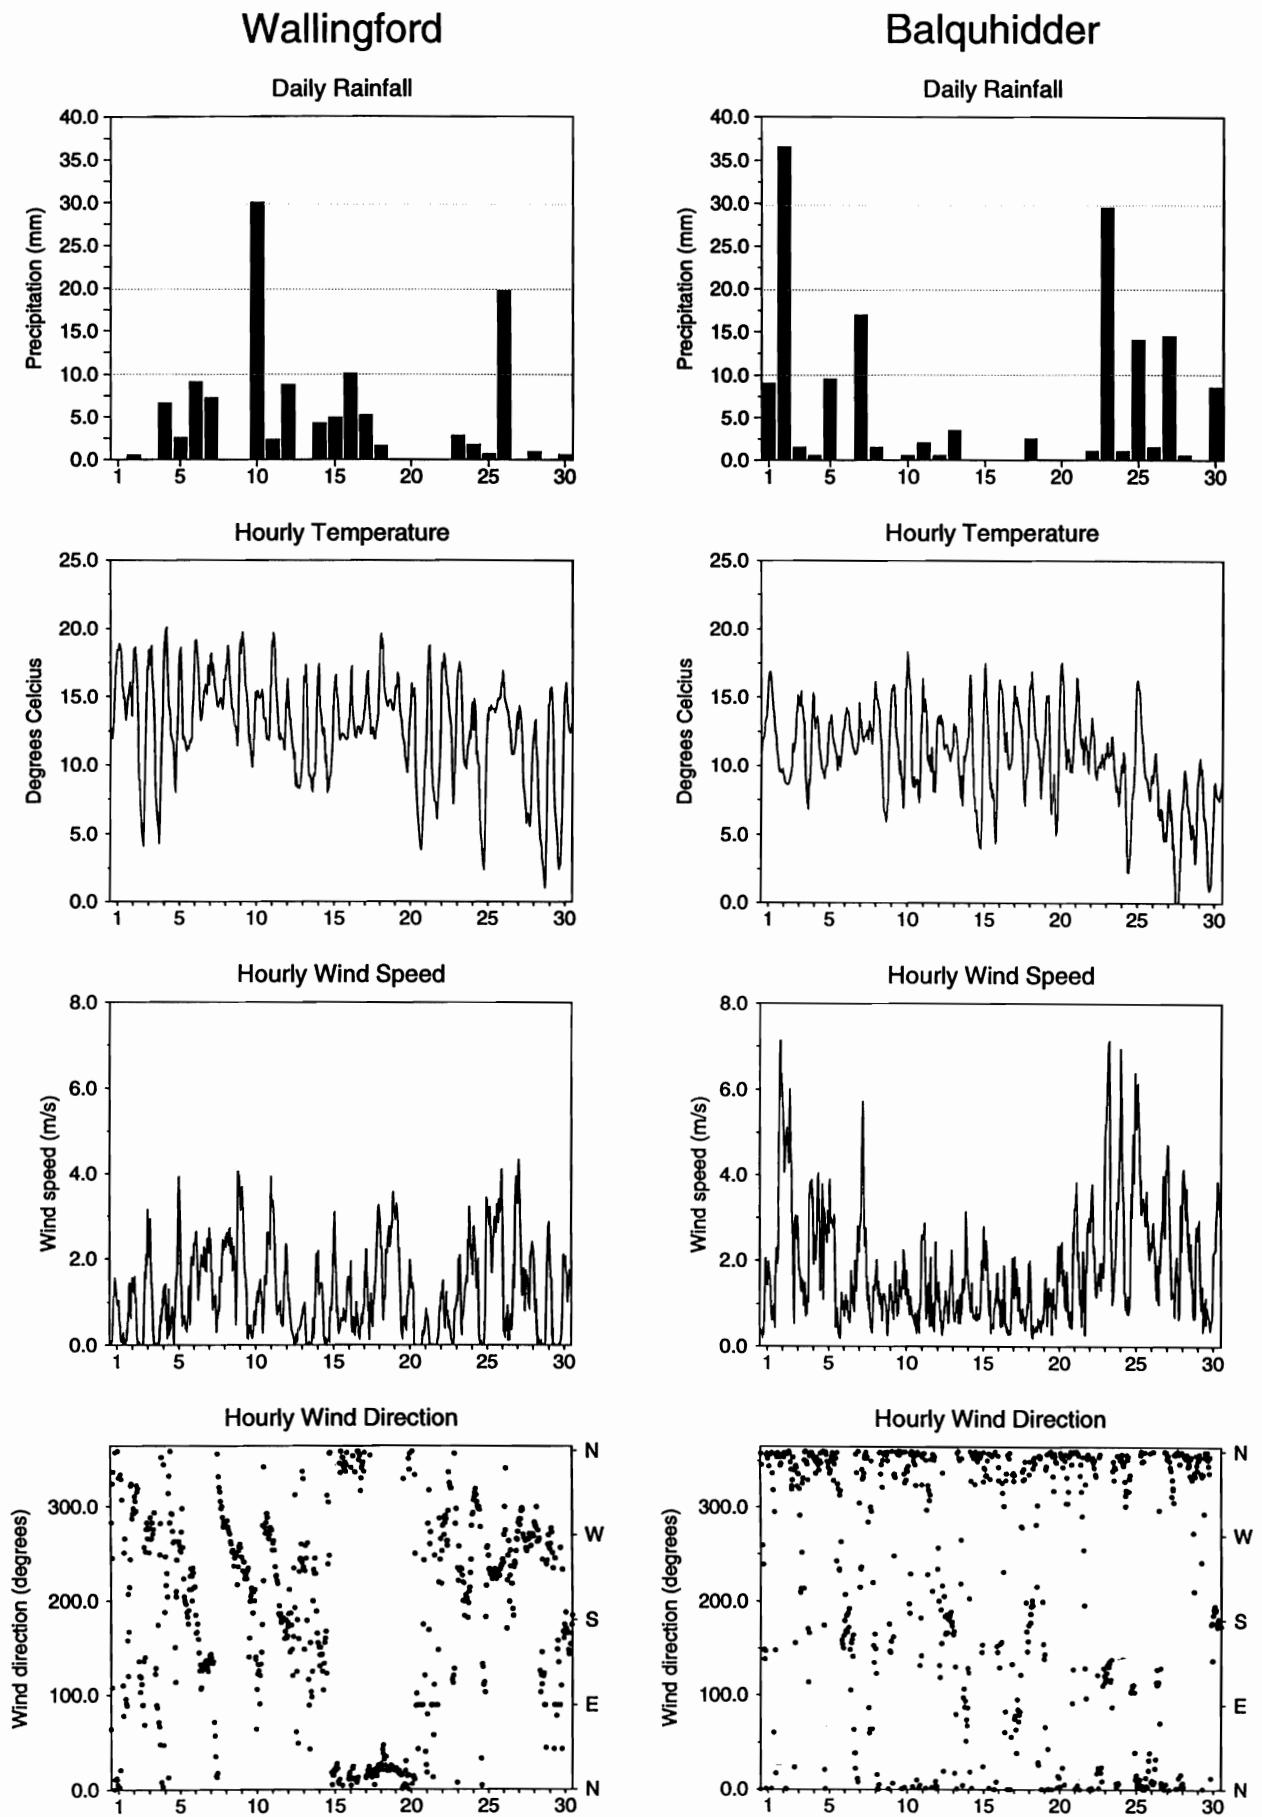 Wallingford
Daily Rainfall
Precipitation (mm)
40.0
35.0
30.0
25.0
20.0
15.0
10.0
5.0
0.0
1 5 10 15 20 25 30
Hourly Temperature
Degrees Celcius
25.0
20.0
15.0
10.0
5.0
0.0
1 5 10 15 20 25 30
Hourly Wind Speed
Wind speed (m/s)
8.0
6.0
4.0
2.0
0.0
1 5 10 15 20 25 30
Hourly Wind Direction
Wind direction (degrees)
300.0
200.0
100.0
0.0
N
W
S
E
N
1 5 10 15 20 25 30
Balquhidder
Daily Rainfall
Precipitation (mm)
40.0
35.0
30.0
25.0
20.0
15.0
10.0
5.0
0.0
1 5 10 15 20 25 30
Hourly Temperature
Degrees Celcius
25.0
20.0
15.0
10.0
5.0
0.0
1 5 10 15 20 25 30
Hourly Wind Speed
Wind speed (m/s)
8.0
6.0
4.0
2.0
0.0
1 5 10 15 20 25 30
Hourly Wind Direction
Wind direction (degrees)
300.0
200.0
100.0
0.0
N
W
S
E
N
1 5 10 15 20 25 30